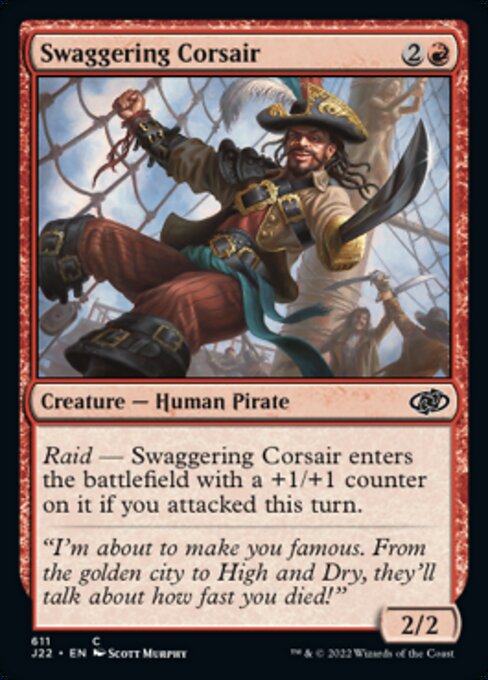 Swaggering Corsair 2
Creature — Human Pirate
Raid — Swaggering Corsair enters
the battlefield with a +1/+1 counter
on it if you attacked this turn.
“I’m about to make you famous. From
the golden city to High and Dry, they’ll
talk about how fast you died!”
2/2
611 C
J22 • EN Scott Murphy ™ & © 2022 Wizards of the Coast